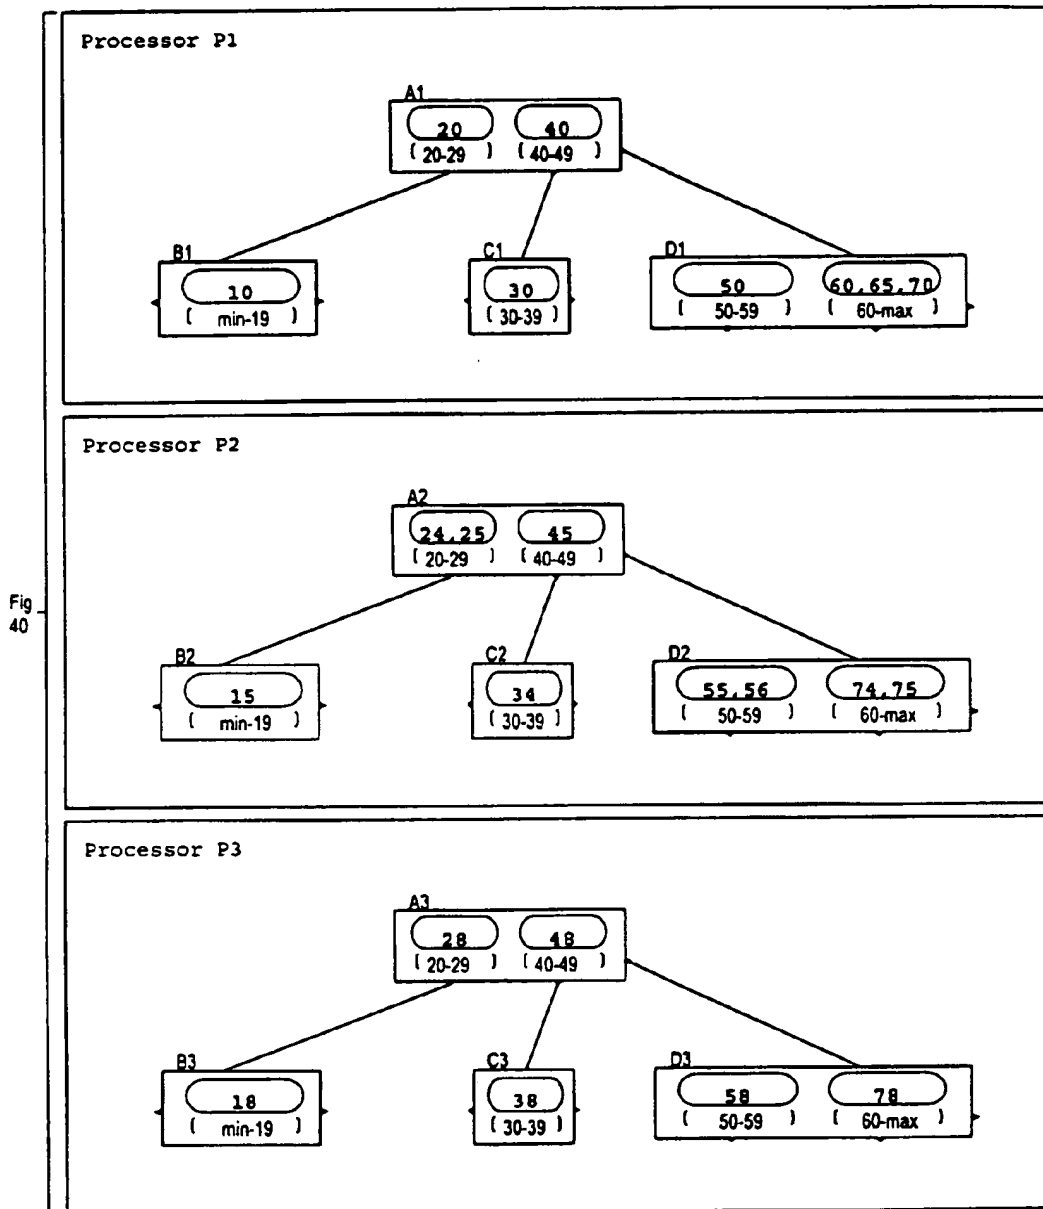 Processor P1
A1
20 40
( 20-29 ) ( 40-49 )
B1 C1 D1
10 30 50 60,65,70
( min-19 ) ( 30-39 ) ( 50-59 ) ( 60-max )
Processor P2
A2
24,25 45
( 20-29 ) ( 40-49 )
Fig
40
B2 C2 D2
15 34 55,56 74,75
( min-19 ) ( 30-39 ) ( 50-59 ) ( 60-max )
Processor P3
A3
28 48
( 20-29 ) ( 40-49 )
B3 C3 D3
18 38 58 78
( min-19 ) ( 30-39 ) ( 50-59 ) ( 60-max )